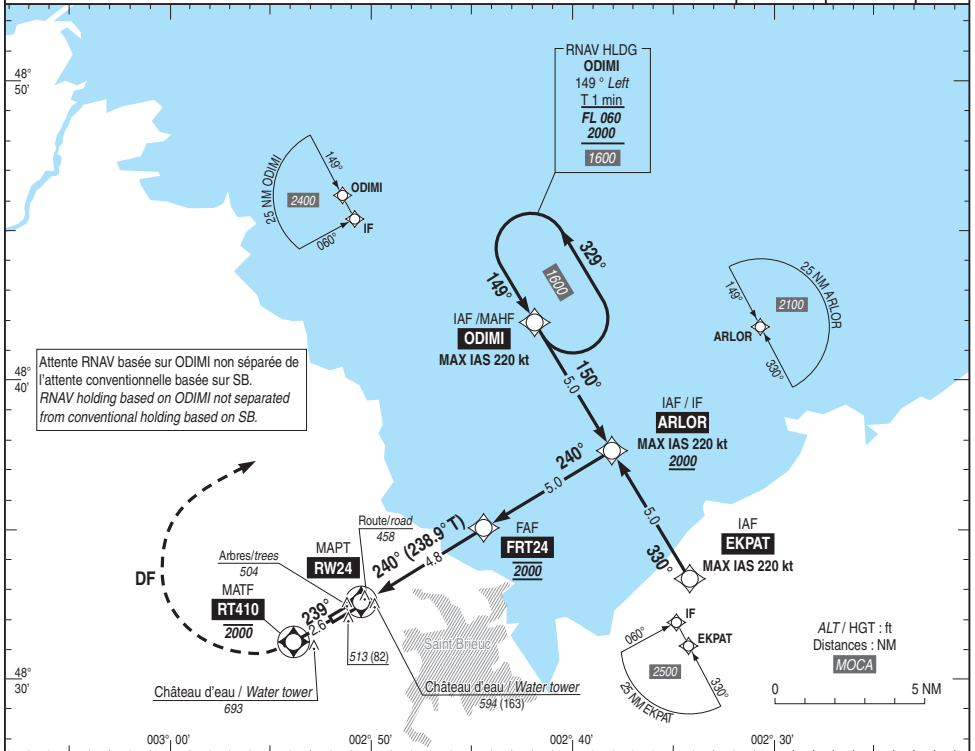 RNAV HLDG
ODIMI
149 ° Left
T 1 min
FL 060
2000
1600
48°
50'
25 NM ODIMI
149°
2400
ODIMI
IF
060°
329°
1600
149°
IAF /MAHF
ODIMI
MAX IAS 220 kt
25 NM ARLOR
149°
2100
ARLOR
330°
48°
40'
Attente RNAV basée sur ODIMI non séparée de
l'attente conventionnelle basée sur SB.
RNAV holding based on ODIMI not separated
from conventional holding based on SB.
150°
5.0
IAF / IF
ARLOR
MAX IAS 220 kt
2000
240°
5.0
5.0
330°
IAF
EKPAT
MAX IAS 220 kt
FAF
FRT24
2000
Route/road
458
240° (238.9° T)
4.8
Arbres/trees
504
MAPT
RW24
DF
MATF
RT410
2000
239°
2.6
513 (82)
Saint Brieuc
Château d'eau / Water tower
594 (163)
Château d'eau / Water tower
693
060°
IF
EKPAT
2500
330°
25 NM EKPAT
ALT / HGT : ft
Distances : NM
MOCA
0 5 NM
48°
30'
003° 00'
002° 50'
002° 40'
002° 30'